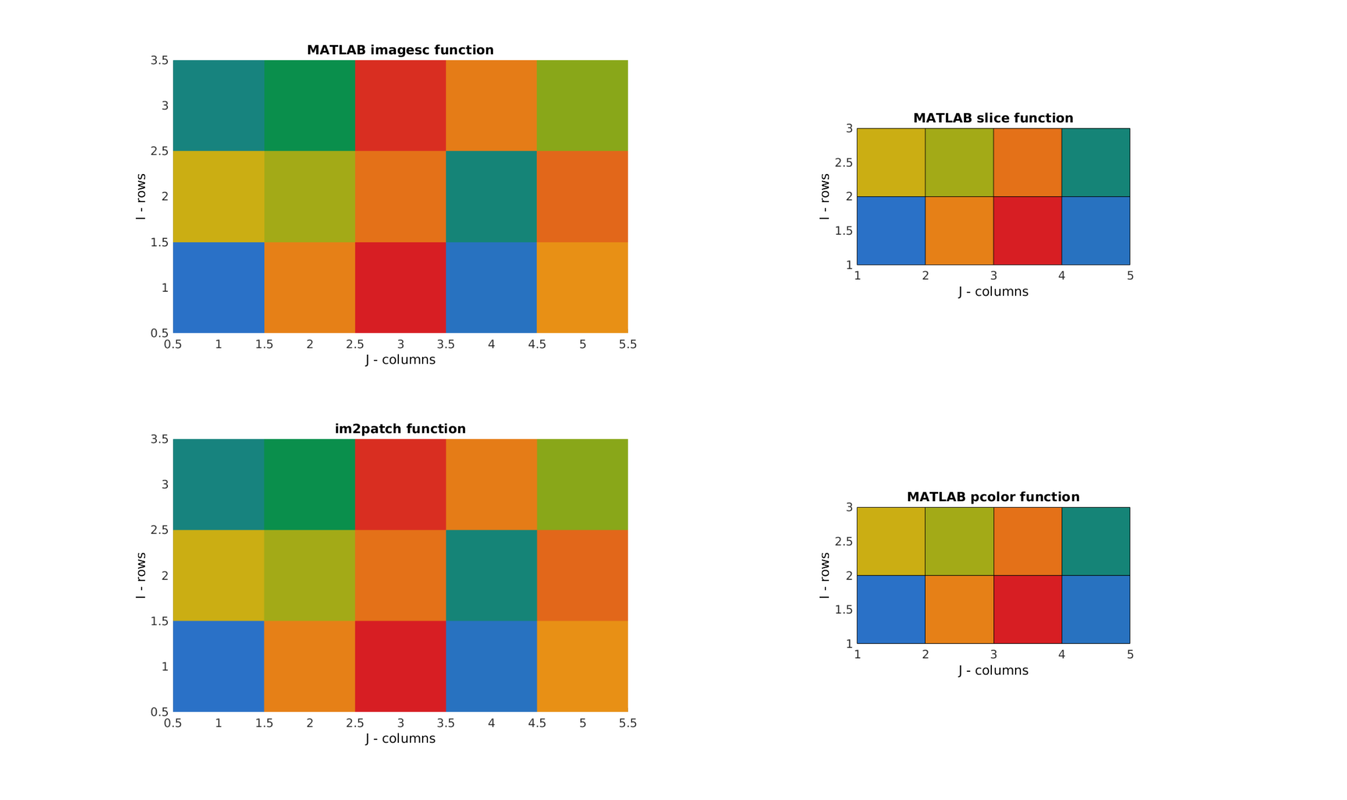 MATLAB imagesc function
3.5
3
2.5
2
1.5
1
0.5
I - rows
0.5 1 1.5 2 2.5 3 3.5 4 4.5 5 5.5
J - columns
MATLAB slice function
3
2.5
2
1.5
1
I - rows
1 2 3 4 5
J - columns
im2patch function
3.5
3
2.5
2
1.5
1
0.5
I - rows
0.5 1 1.5 2 2.5 3 3.5 4 4.5 5 5.5
J - columns
MATLAB pcolor function
3
2.5
2
1.5
1
I - rows
1 2 3 4 5
J - columns